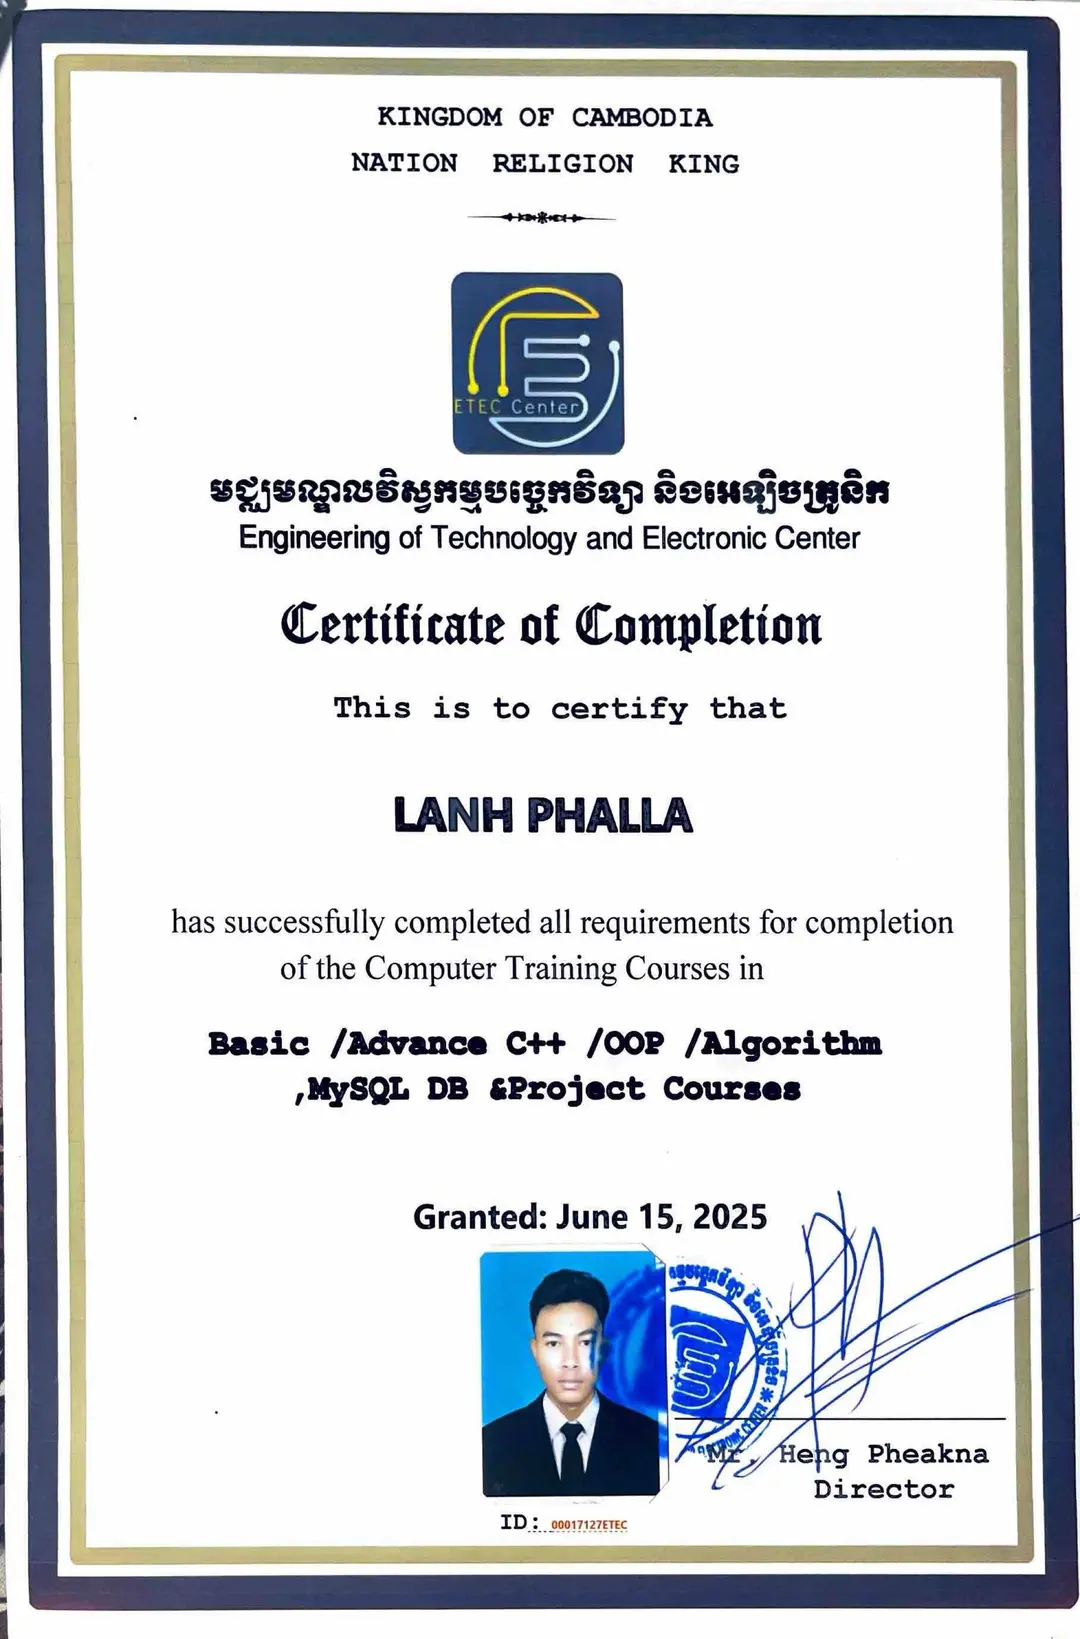 KINGDOM OF CAMBODIA
NATION RELIGION KING
ETEC Center
មជ្ឈមណ្ឌលវិស្វកម្មបច្ចេកវិទ្យា និងអេឡិចត្រូនិក
Engineering of Technology and Electronic Center
Certificate of Completion
This is to certify that
LANH PHALLA
has successfully completed all requirements for completion
of the Computer Training Courses in
Basic /Advance C++ /OOP /Algorithm
,MySQL DB &Project Courses
Granted: June 15, 2025
Mr. Heng Pheakna
Director
ID: 00017127ETEC